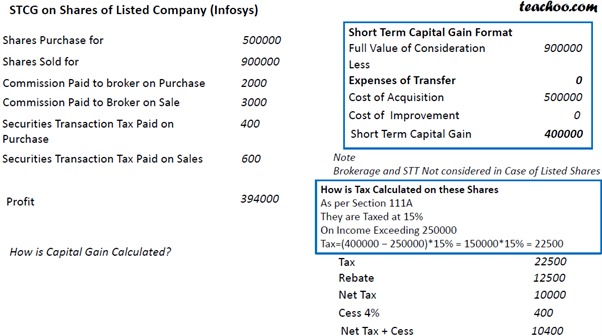 teachoo.com
STCG on Shares of Listed Company (Infosys)
Shares Purchase for 500000
Shares Sold for 900000
Commission Paid to broker on Purchase 2000
Commission Paid to Broker on Sale 3000
Securities Transaction Tax Paid on Purchase 400
Securities Transaction Tax Paid on Sales 600
Profit 394000
How is Capital Gain Calculated?
Short Term Capital Gain Format
Full Value of Consideration 900000
Less
Expenses of Transfer 0
Cost of Acquisition 500000
Cost of Improvement 0
Short Term Capital Gain 400000
Note
Brokerage and STT Not considered in Case of Listed Shares
How is Tax Calculated on these Shares
As per Section 111A
They are Taxed at 15%
On Income Exceeding 250000
Tax=(400000 – 250000)*15% = 150000*15% = 22500
Tax 22500
Rebate 12500
Net Tax 10000
Cess 4% 400
Net Tax + Cess 10400